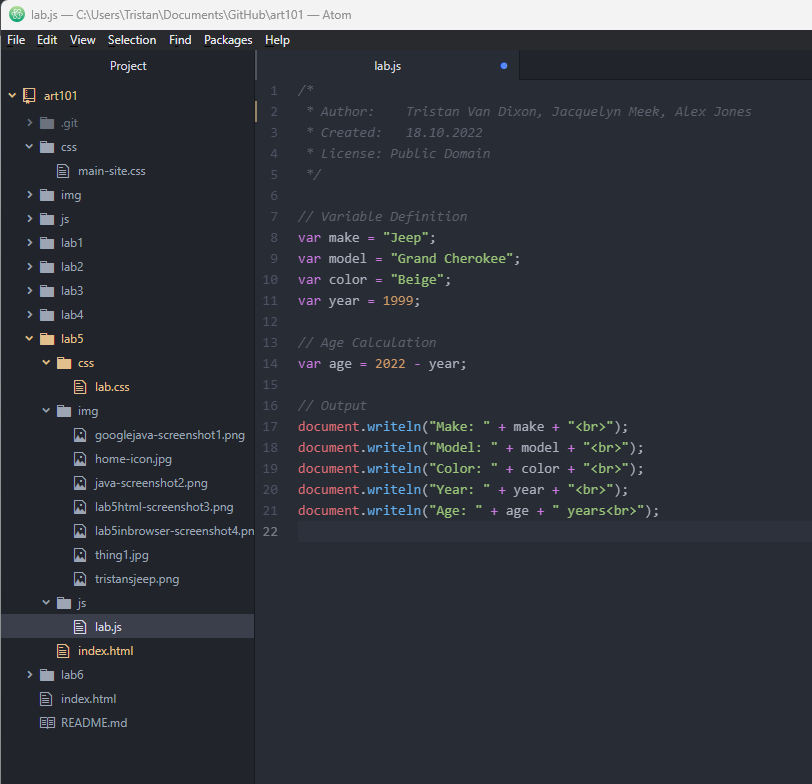 lab.js — C:\Users\Tristan\Documents\GitHub\art101 — Atom
File Edit View Selection Find Packages Help
Project
art101
.git
css
main-site.css
img
js
lab1
lab2
lab3
lab4
lab5
css
lab.css
img
googlejava-screenshot1.png
home-icon.jpg
java-screenshot2.png
lab5html-screenshot3.png
lab5inbrowser-screenshot4.pn
thing1.jpg
tristansjeep.png
js
lab.js
index.html
lab6
index.html
README.md
lab.js
1 /*
2  * Author:    Tristan Van Dixon, Jacquelyn Meek, Alex Jones
3  * Created:   18.10.2022
4  * License: Public Domain
5  */
6
7 // Variable Definition
8 var make = "Jeep";
9 var model = "Grand Cherokee";
10 var color = "Beige";
11 var year = 1999;
12
13 // Age Calculation
14 var age = 2022 - year;
15
16 // Output
17 document.writeln("Make: " + make + "<br>");
18 document.writeln("Model: " + model + "<br>");
19 document.writeln("Color: " + color + "<br>");
20 document.writeln("Year: " + year + "<br>");
21 document.writeln("Age: " + age + " years<br>");
22